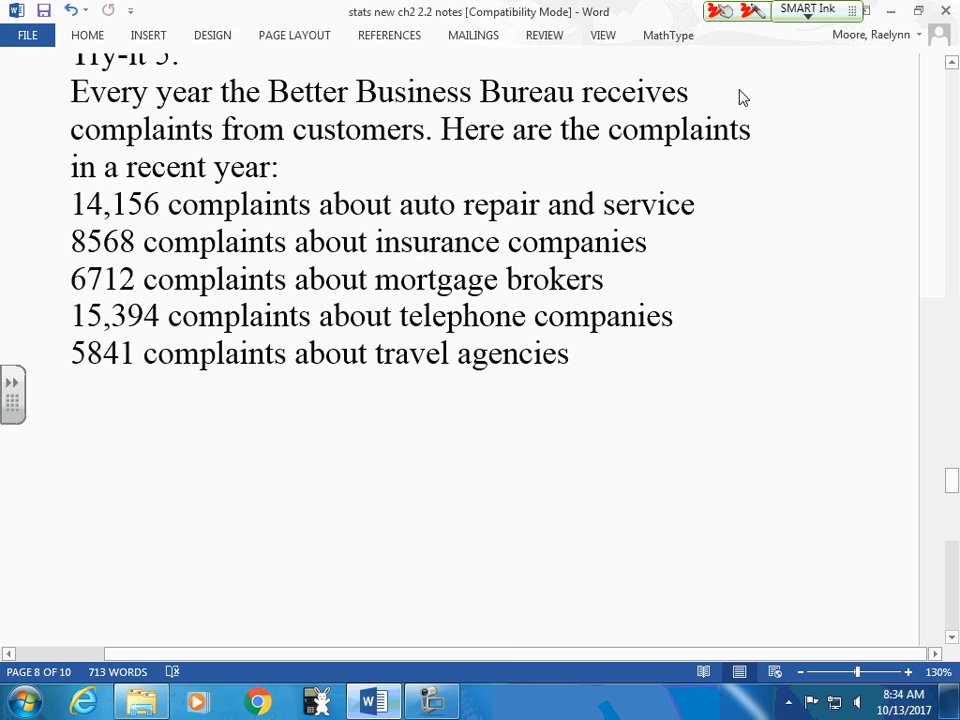 stats new ch2 2.2 notes [Compatibility Mode] - Word
SMART Ink
FILE HOME INSERT DESIGN PAGE LAYOUT REFERENCES MAILINGS REVIEW VIEW MathType Moore, Raelynn
Try-it 5:
Every year the Better Business Bureau receives
complaints from customers. Here are the complaints
in a recent year:
14,156 complaints about auto repair and service
8568 complaints about insurance companies
6712 complaints about mortgage brokers
15,394 complaints about telephone companies
5841 complaints about travel agencies
PAGE 8 OF 10 713 WORDS 130%
8:34 AM
10/13/2017